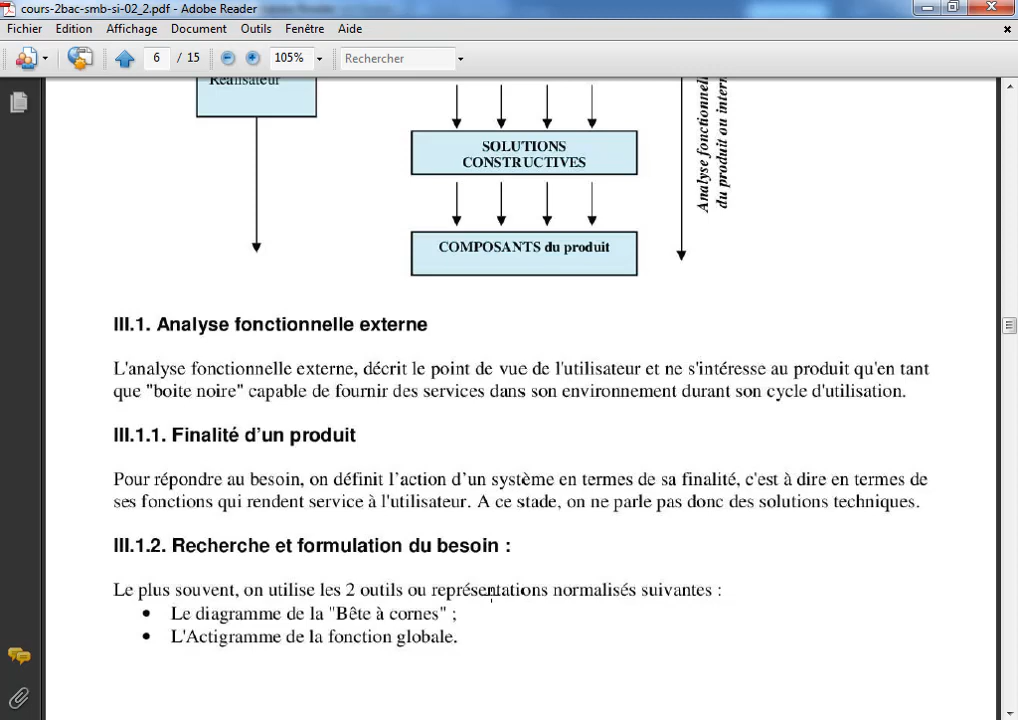 cours-2bac-smb-si-02_2.pdf - Adobe Reader
Fichier Edition Affichage Document Outils Fenêtre Aide
6 / 15 105% Rechercher
Réalisateur
SOLUTIONS
CONSTRUCTIVES
COMPOSANTS du produit
Analyse fonctionnell
du produit ou intern
III.1. Analyse fonctionnelle externe
L'analyse fonctionnelle externe, décrit le point de vue de l'utilisateur et ne s'intéresse au produit qu'en tant
que "boite noire" capable de fournir des services dans son environnement durant son cycle d'utilisation.
III.1.1. Finalité d’un produit
Pour répondre au besoin, on définit l’action d’un système en termes de sa finalité, c'est à dire en termes de
ses fonctions qui rendent service à l'utilisateur. A ce stade, on ne parle pas donc des solutions techniques.
III.1.2. Recherche et formulation du besoin :
Le plus souvent, on utilise les 2 outils ou représentations normalisés suivantes :
• Le diagramme de la "Bête à cornes" ;
• L'Actigramme de la fonction globale.